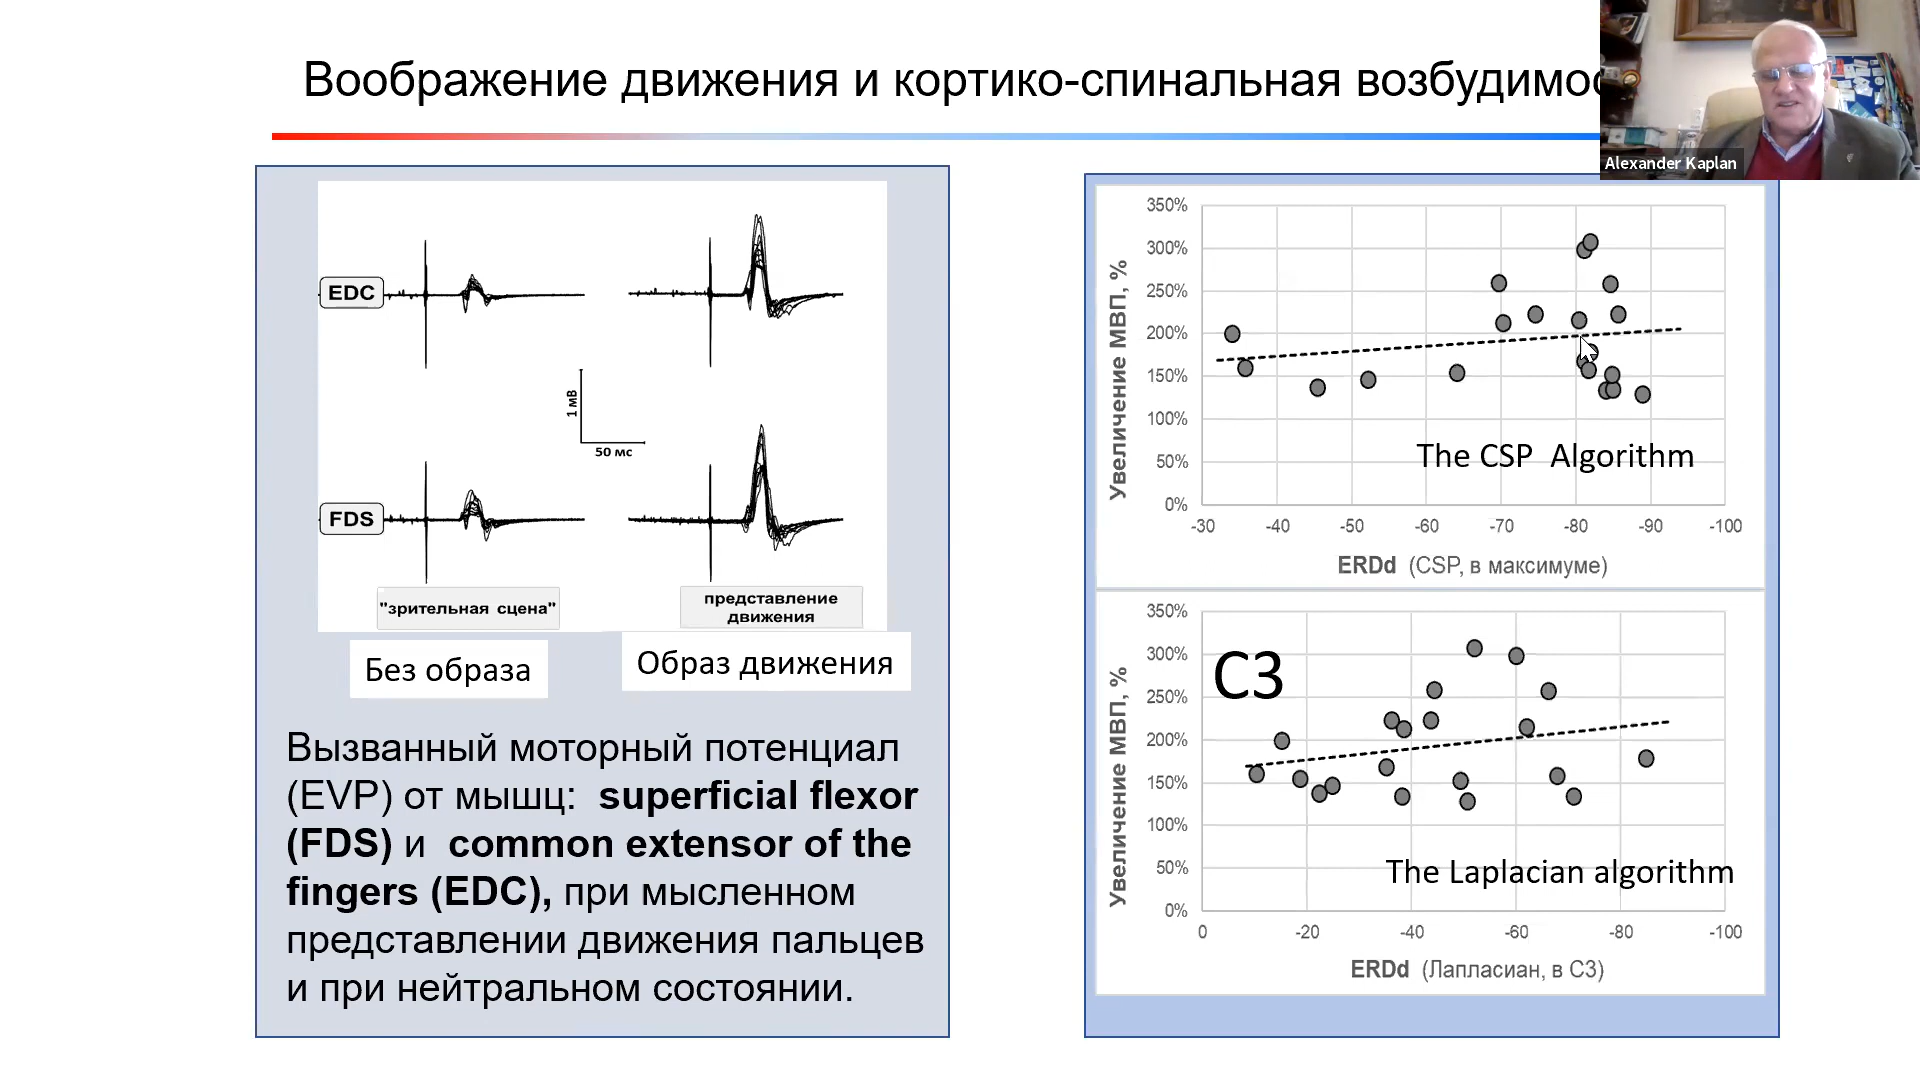 Воображение движения и кортико-спинальная возбудимос
Alexander Kaplan
EDC
1 мВ
50 мс
FDS
"зрительная сцена"
представление
движения
Без образа
Образ движения
Вызванный моторный потенциал
(EVP) от мышц: superficial flexor
(FDS) и common extensor of the
fingers (EDC), при мысленном
представлении движения пальцев
и при нейтральном состоянии.
Увеличение МВП, %
350%
300%
250%
200%
150%
100%
50%
0%
The CSP Algorithm
-30 -40 -50 -60 -70 -80 -90 -100
ERDd (CSP, в максимуме)
Увеличение МВП, %
350%
300%
250%
200%
150%
100%
50%
0%
C3
The Laplacian algorithm
0 -20 -40 -60 -80 -100
ERDd (Лапласиан, в С3)